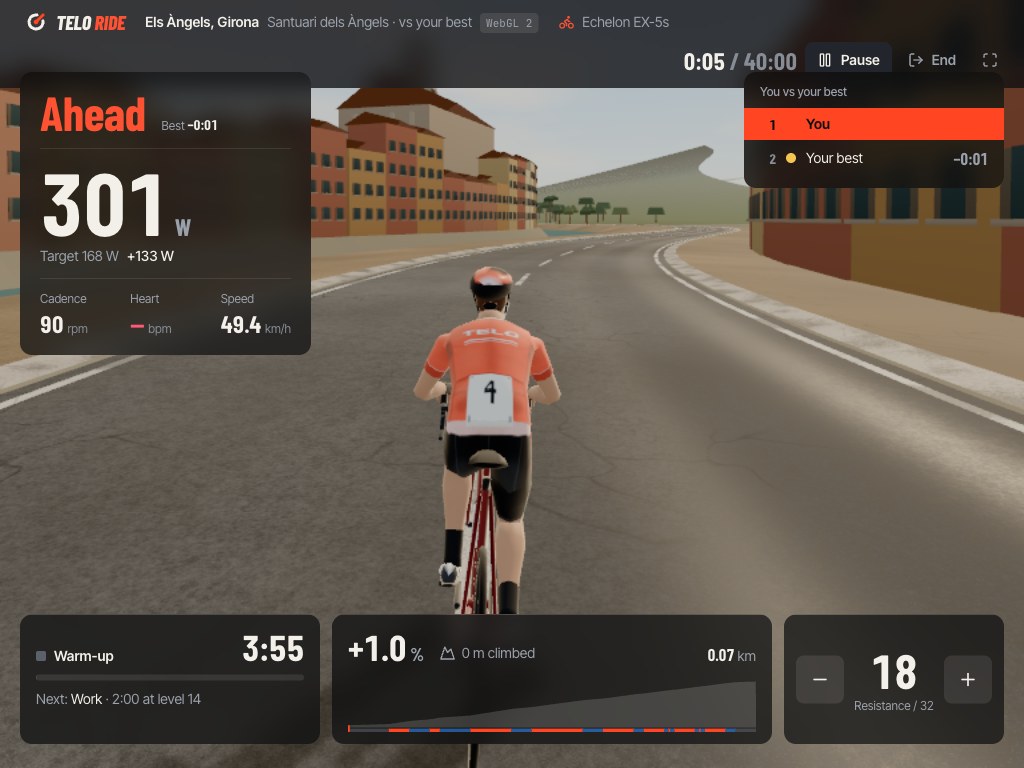 TELO RIDE Els Àngels, Girona Santuari dels Àngels · vs your best WebGL 2 Echelon EX-5s
0:05 / 40:00 Pause End
Ahead Best −0:01
301 W
Target 168 W +133 W
Cadence Heart Speed
90 rpm – bpm 49.4 km/h
You vs your best
1 You
2 Your best −0:01
TELO
4
Warm-up 3:55
Next: Work · 2:00 at level 14
+1.0 % 0 m climbed 0.07 km
− 18 +
Resistance / 32